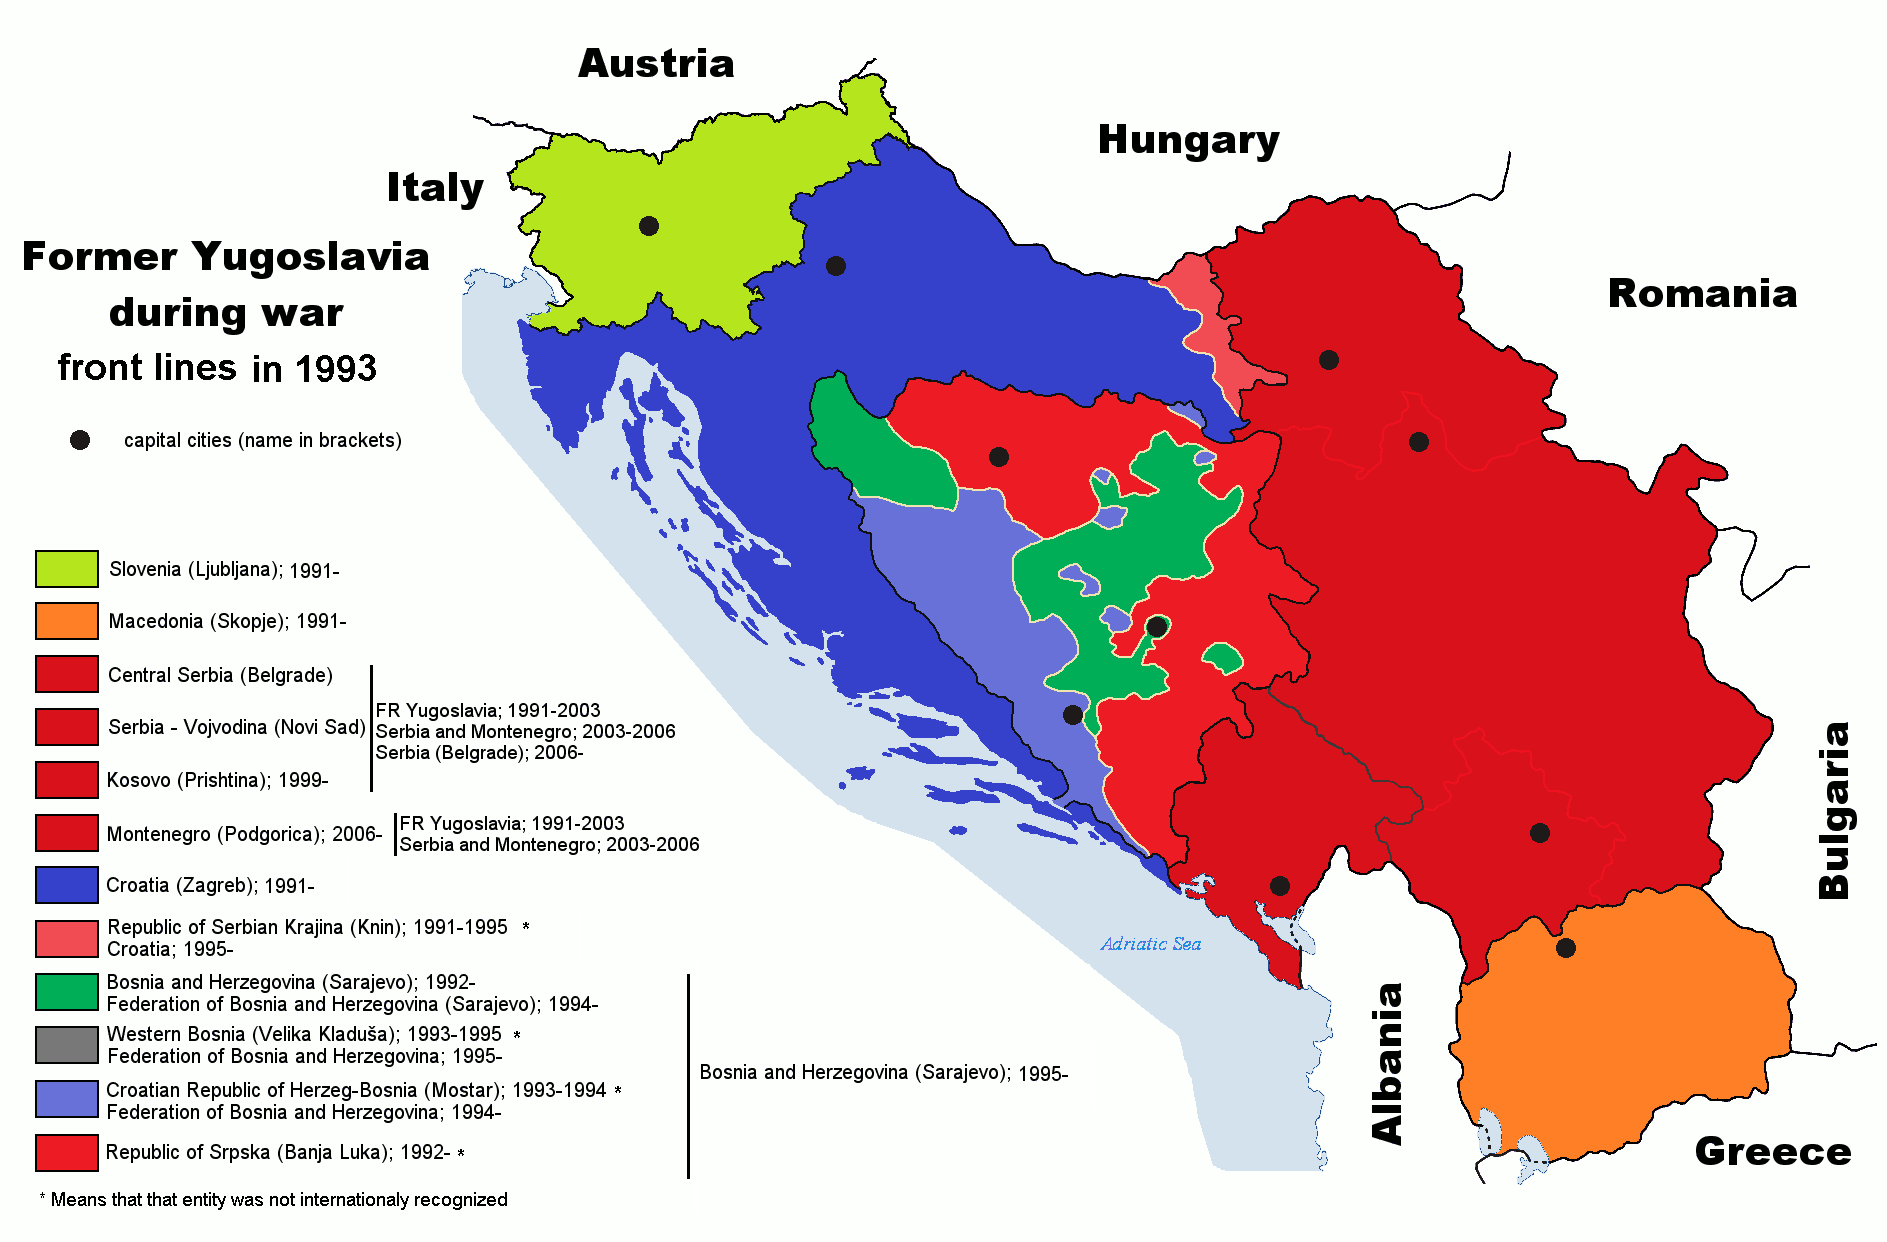 Austria
Hungary
Italy
Former Yugoslavia
during war
front lines in 1993
Romania
capital cities (name in brackets)
Slovenia (Ljubljana); 1991-
Macedonia (Skopje); 1991-
Central Serbia (Belgrade)
Serbia - Vojvodina (Novi Sad)
Kosovo (Prishtina); 1999-
FR Yugoslavia; 1991-2003
Serbia and Montenegro; 2003-2006
Serbia (Belgrade); 2006-
Montenegro (Podgorica); 2006-
FR Yugoslavia; 1991-2003
Serbia and Montenegro; 2003-2006
Croatia (Zagreb); 1991-
Republic of Serbian Krajina (Knin); 1991-1995 *
Croatia; 1995-
Bosnia and Herzegovina (Sarajevo); 1992-
Federation of Bosnia and Herzegovina (Sarajevo); 1994-
Western Bosnia (Velika Kladuša); 1993-1995 *
Federation of Bosnia and Herzegovina; 1995-
Croatian Republic of Herzeg-Bosnia (Mostar); 1993-1994 *
Federation of Bosnia and Herzegovina; 1994-
Republic of Srpska (Banja Luka); 1992- *
Bosnia and Herzegovina (Sarajevo); 1995-
* Means that that entity was not internationaly recognized
Adriatic Sea
Bulgaria
Albania
Greece